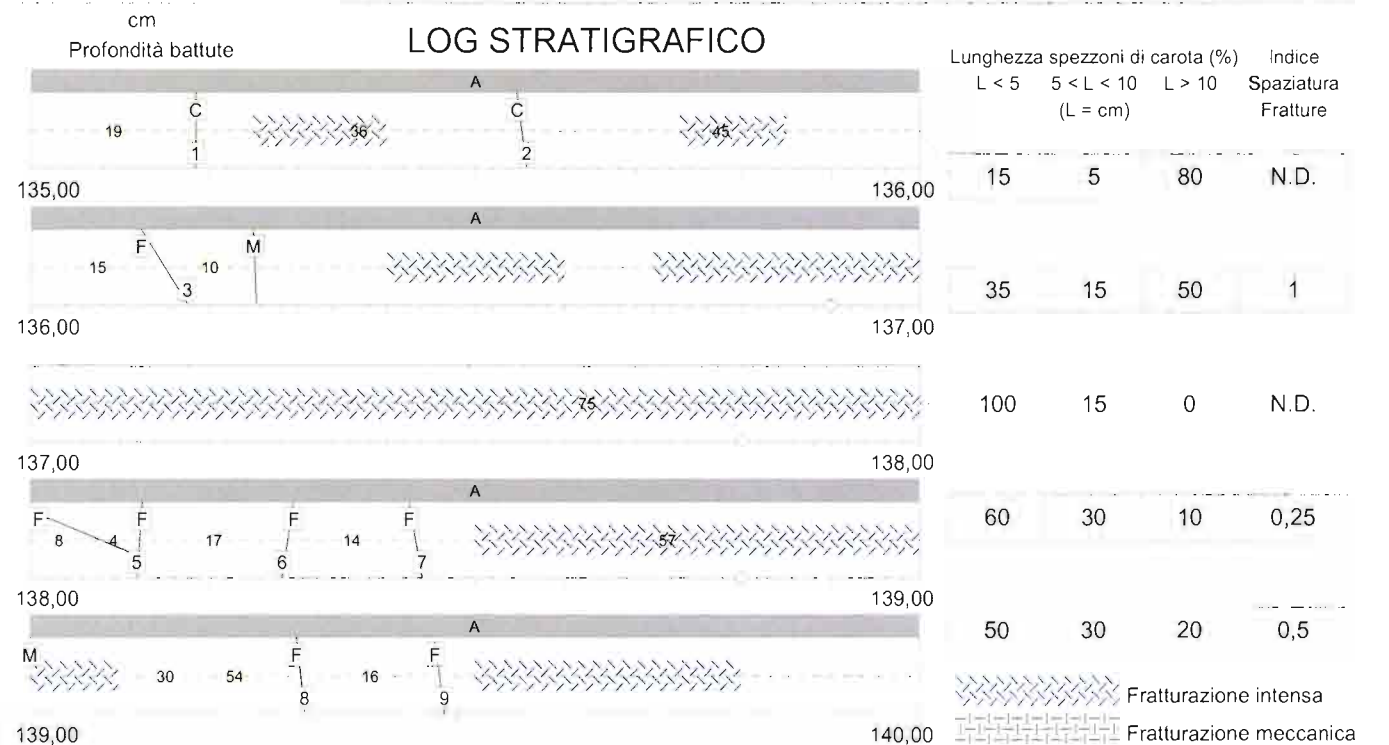 cm
Profondità battute
LOG STRATIGRAFICO
Lunghezza spezzoni di carota (%) Indice
L < 5 5 < L < 10 L > 10 Spaziatura
(L = cm) Fratture
A
C C
19 36 45
1 2
135,00 136,00 15 5 80 N.D.
A
F M
15 10
3
35 15 50 1
136,00 137,00
75
100 15 0 N.D.
137,00 138,00
A
F F F F
60 30 10 0,25
8 4 17 14 57
5 6 7
138,00 139,00
A
50 30 20 0,5
M F F
30 54 16
8 9
Fratturazione intensa
139,00 140,00 Fratturazione meccanica